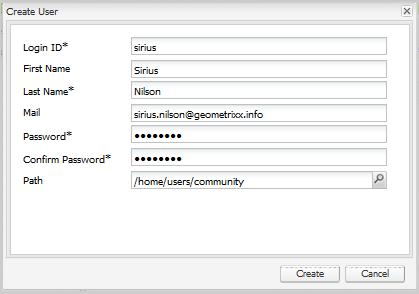 Create User
Login ID* sirius
First Name Sirius
Last Name* Nilson
Mail sirius.nilson@geometrixx.info
Password* ••••••••
Confirm Password* ••••••••
Path /home/users/community
Create Cancel